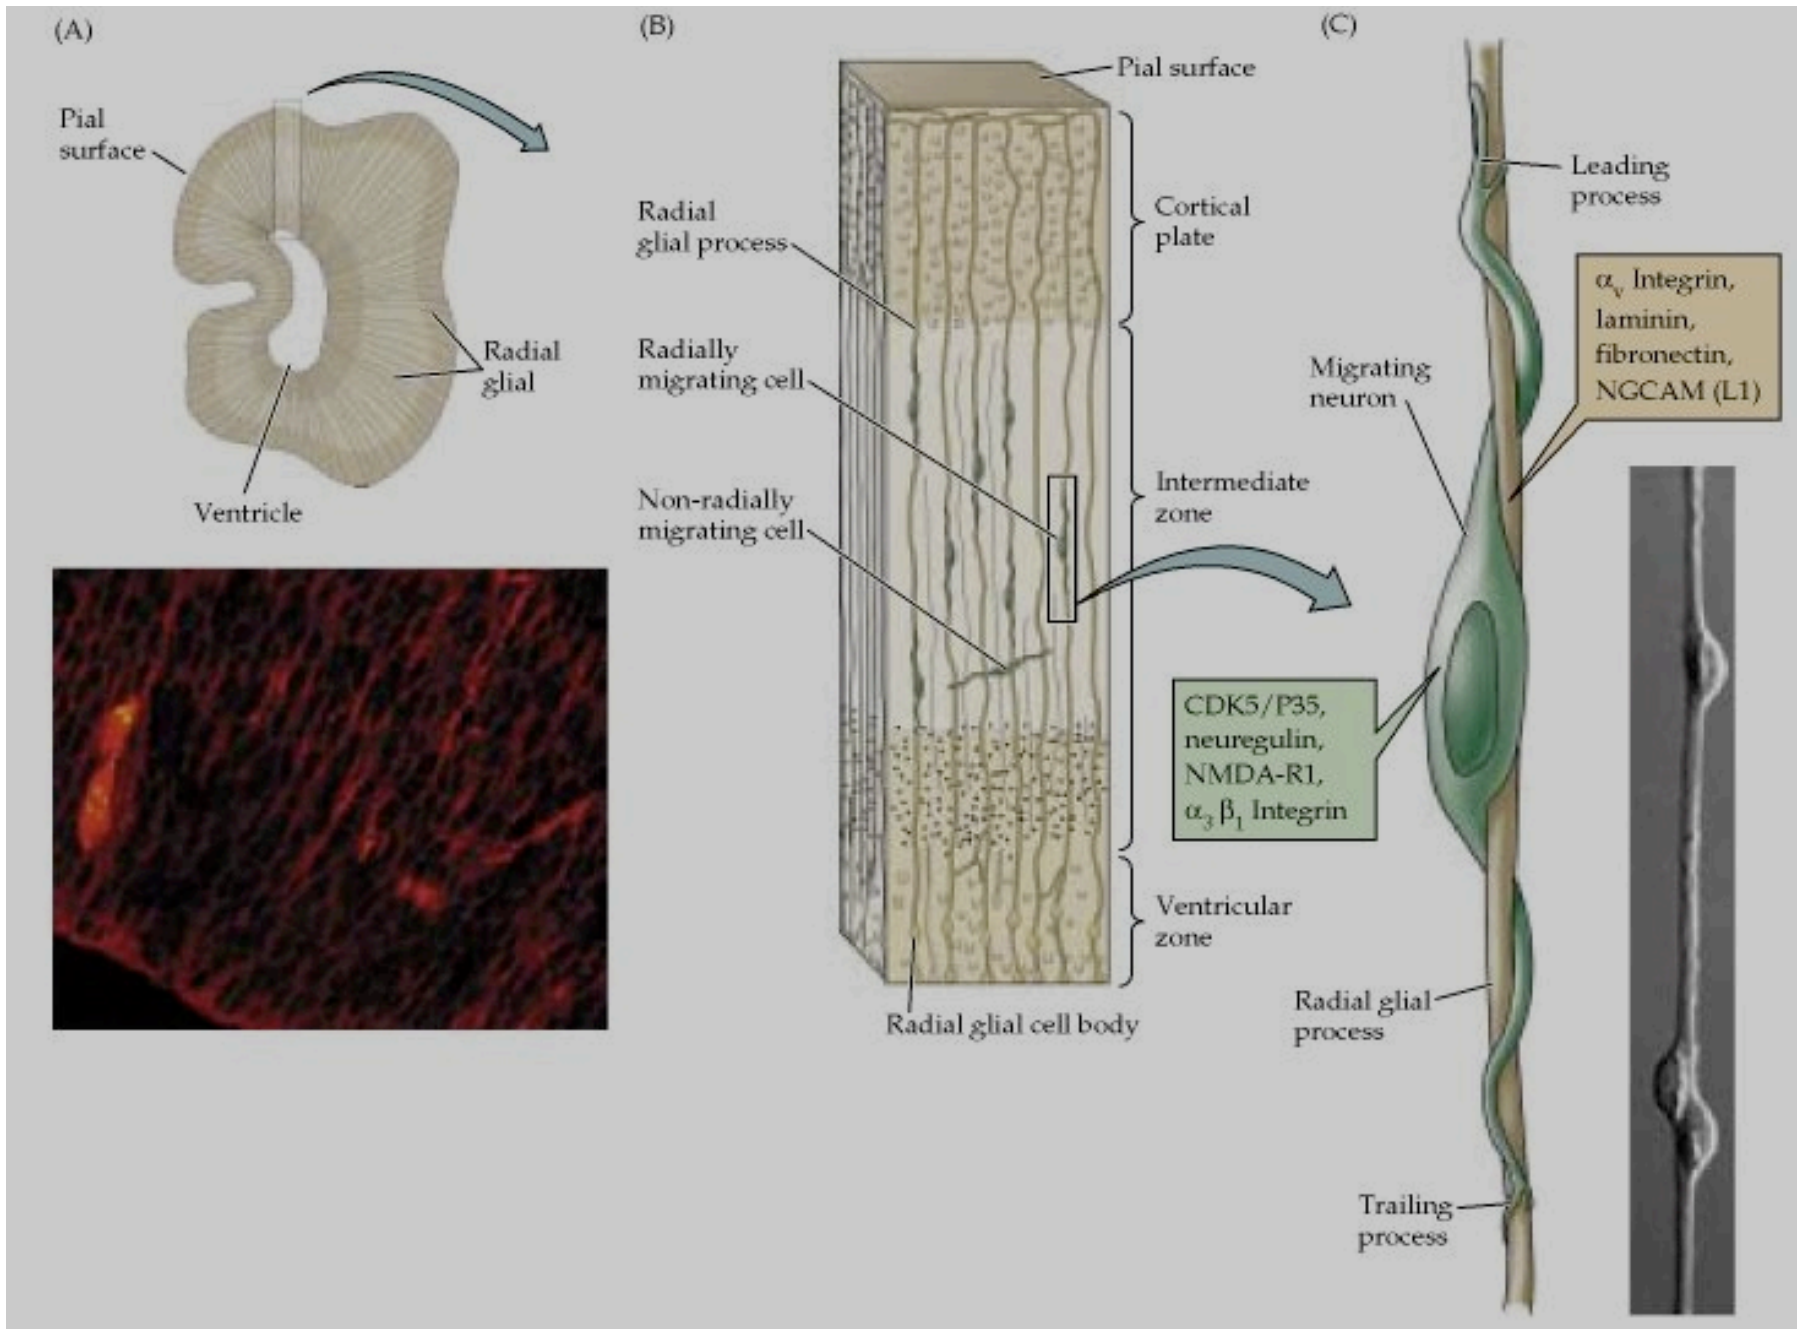 (A)
Pial
surface
Radial
glial
Ventricle
(B)
Pial surface
Radial
glial process
Cortical
plate
Radially
migrating cell
Non-radially
migrating cell
Intermediate
zone
Ventricular
zone
Radial glial cell body
(C)
Leading
process
αv Integrin,
laminin,
fibronectin,
NGCAM (L1)
Migrating
neuron
CDK5/P35,
neuregulin,
NMDA-R1,
α3 β1 Integrin
Radial glial
process
Trailing
process